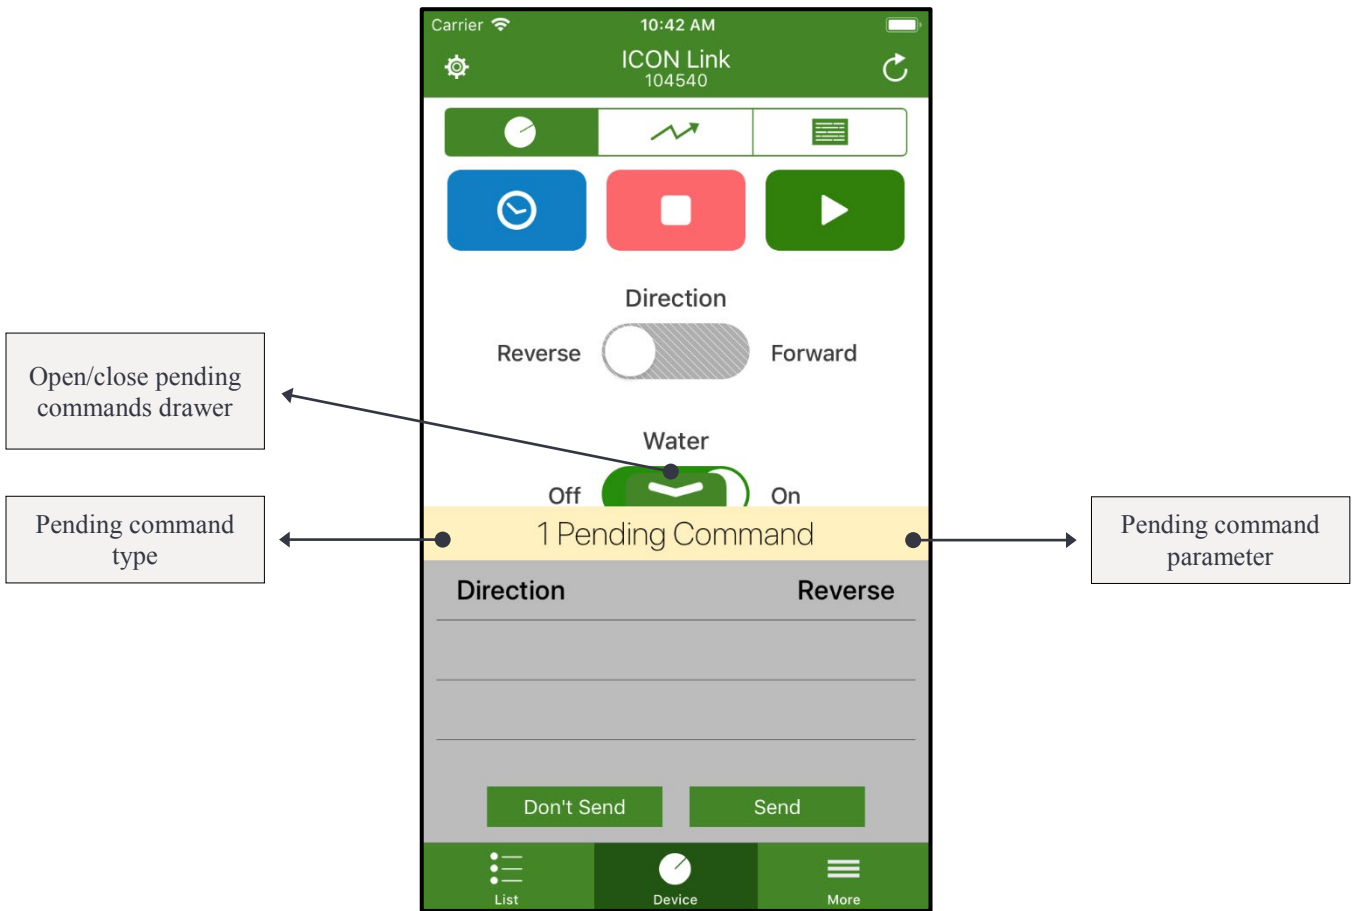 Carrier 10:42 AM
ICON Link
104540
Direction
Reverse Forward
Open/close pending
commands drawer
Water
Off On
Pending command
type
1 Pending Command
Pending command
parameter
Direction Reverse
Don't Send Send
List Device More